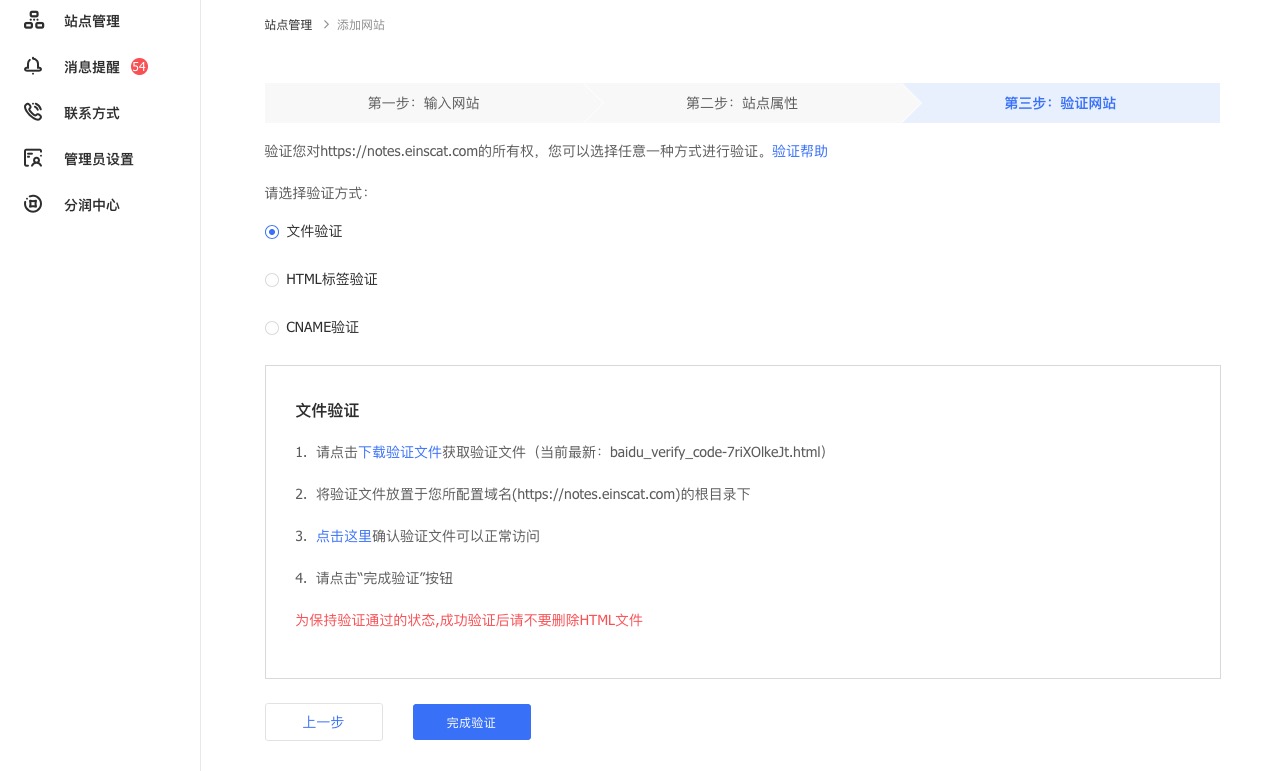 站点管理
消息提醒 54
联系方式
管理员设置
分润中心
站点管理 > 添加网站
第一步：输入网站
第二步：站点属性
第三步：验证网站
验证您对https://notes.einscat.com的所有权，您可以选择任意一种方式进行验证。验证帮助
请选择验证方式：
文件验证
HTML标签验证
CNAME验证
文件验证
1. 请点击下载验证文件获取验证文件（当前最新：baidu_verify_code-7riXOlkeJt.html）
2. 将验证文件放置于您所配置域名(https://notes.einscat.com)的根目录下
3. 点击这里确认验证文件可以正常访问
4. 请点击“完成验证”按钮
为保持验证通过的状态,成功验证后请不要删除HTML文件
上一步
完成验证